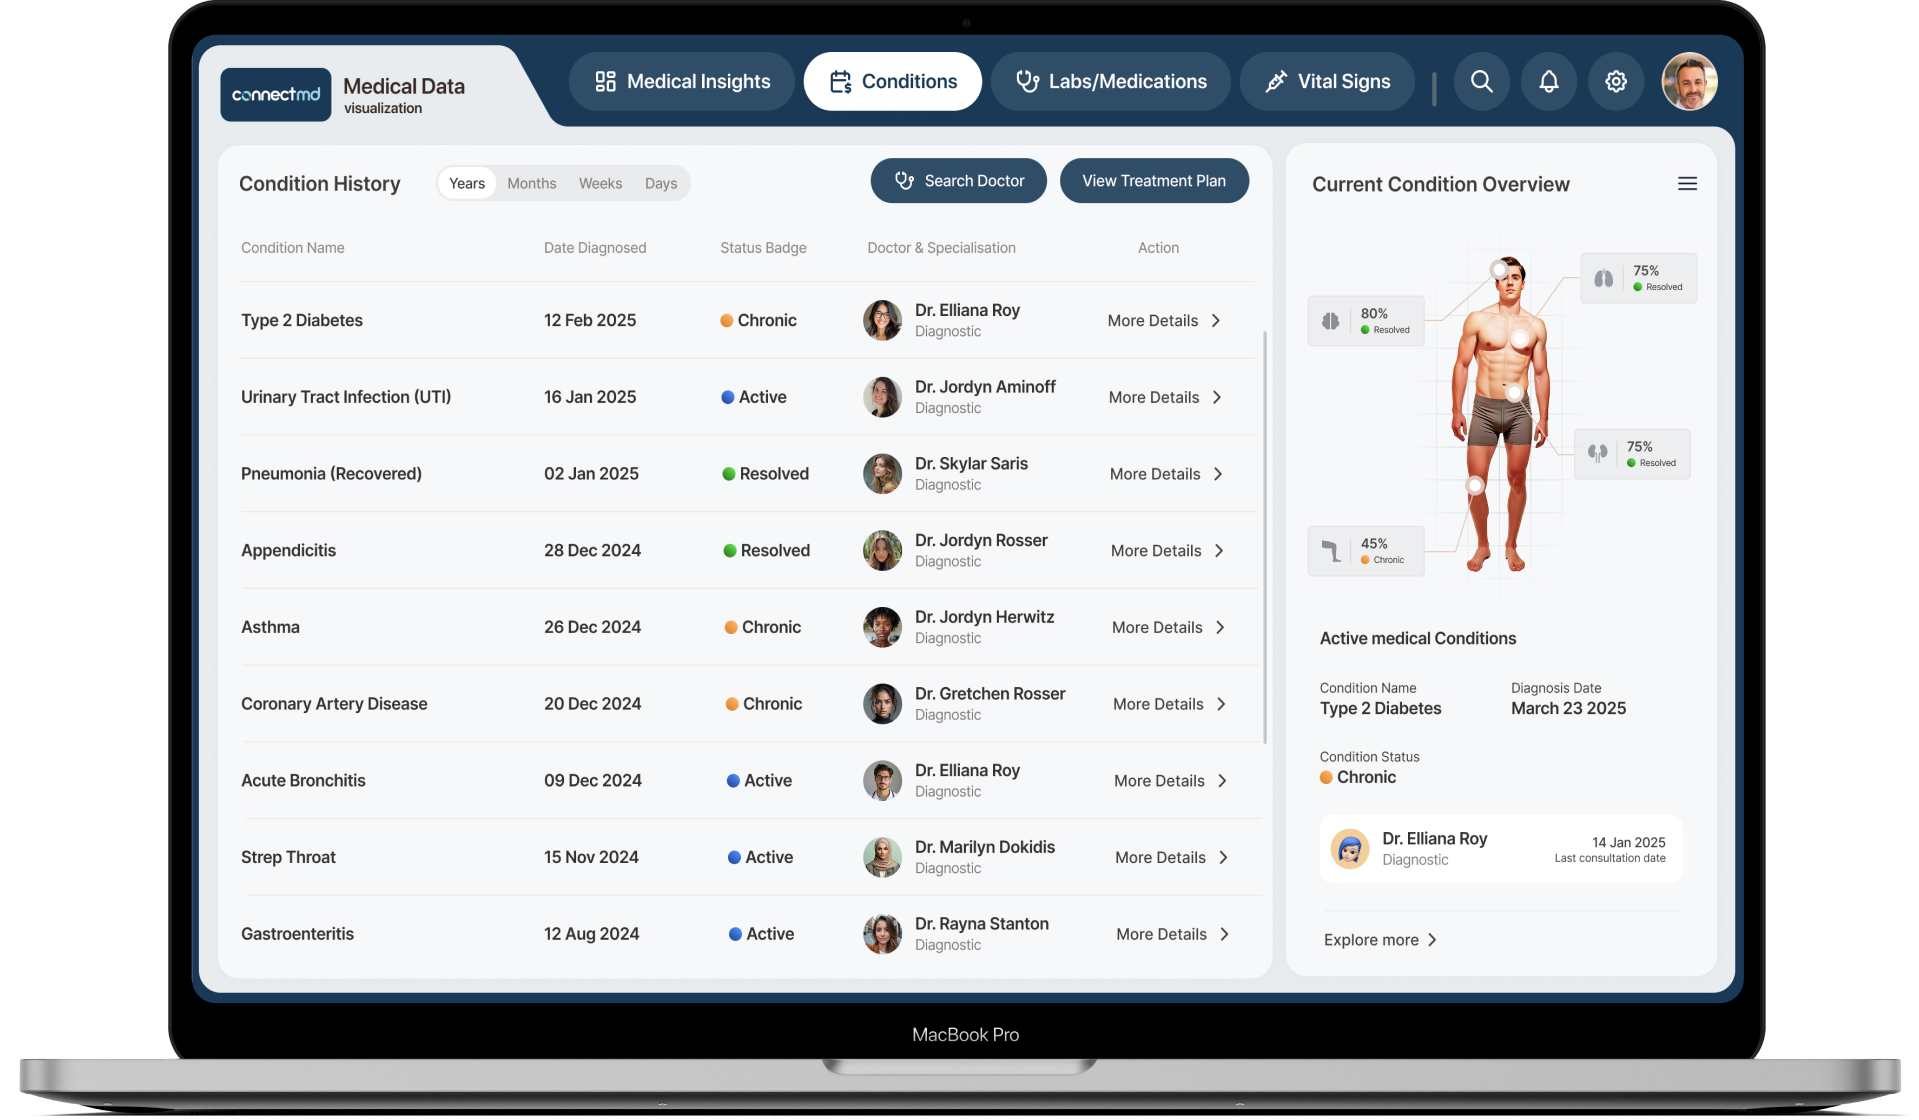 connectmd
Medical Data
visualization
Medical Insights
Conditions
Labs/Medications
Vital Signs
Condition History
Years
Months
Weeks
Days
Search Doctor
View Treatment Plan
Condition Name Date Diagnosed Status Badge Doctor & Specialisation Action
Type 2 Diabetes 12 Feb 2025 Chronic Dr. Elliana Roy More Details
Diagnostic
Urinary Tract Infection (UTI) 16 Jan 2025 Active Dr. Jordyn Aminoff More Details
Diagnostic
Pneumonia (Recovered) 02 Jan 2025 Resolved Dr. Skylar Saris More Details
Diagnostic
Appendicitis 28 Dec 2024 Resolved Dr. Jordyn Rosser More Details
Diagnostic
Asthma 26 Dec 2024 Chronic Dr. Jordyn Herwitz More Details
Diagnostic
Coronary Artery Disease 20 Dec 2024 Chronic Dr. Gretchen Rosser More Details
Diagnostic
Acute Bronchitis 09 Dec 2024 Active Dr. Elliana Roy More Details
Diagnostic
Strep Throat 15 Nov 2024 Active Dr. Marilyn Dokidis More Details
Diagnostic
Gastroenteritis 12 Aug 2024 Active Dr. Rayna Stanton More Details
Diagnostic
Current Condition Overview
75%
Resolved
80%
Resolved
75%
Resolved
45%
Chronic
Active medical Conditions
Condition Name Diagnosis Date
Type 2 Diabetes March 23 2025
Condition Status
Chronic
Dr. Elliana Roy 14 Jan 2025
Diagnostic Last consultation date
Explore more
MacBook Pro